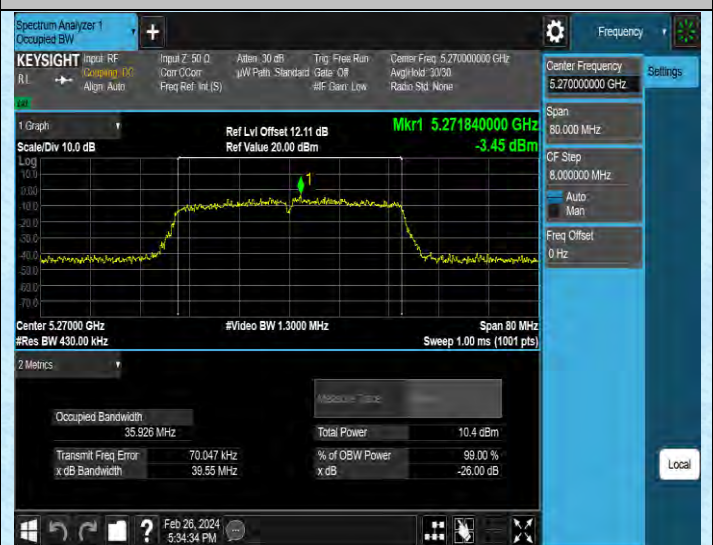 Spectrum Analyzer 1
Occupied BW
+
Frequency
KEYSIGHT Input: RF
R L
Coupling: DC
Align: Auto
Input Z: 50 Ω
Corr CCorr
Freq Ref: Int (S)
Atten: 30 dB
µW Path: Standard
Trig: Free Run
Gate: Off
#IF Gain: Low
Center Freq: 5.270000000 GHz
Avg|Hold: 30/30
Radio Std: None
Center Frequency
5.270000000 GHz
Settings
Span
80.000 MHz
CF Step
8.000000 MHz
Auto
Man
Freq Offset
0 Hz
1 Graph
Scale/Div 10.0 dB
Ref Lvl Offset 12.11 dB
Ref Value 20.00 dBm
Mkr1 5.271840000 GHz
-3.45 dBm
Log
10.0
0.00
-10.0
-20.0
-30.0
-40.0
-50.0
-60.0
-70.0
1
Center 5.27000 GHz
#Res BW 430.00 kHz
#Video BW 1.3000 MHz
Span 80 MHz
Sweep 1.00 ms (1001 pts)
2 Metrics
Measure Trace
Occupied Bandwidth
35.926 MHz
Total Power 10.4 dBm
Transmit Freq Error 70.047 kHz
% of OBW Power 99.00 %
x dB Bandwidth 39.55 MHz
x dB -26.00 dB
Local
?
Feb 26, 2024
5:34:34 PM